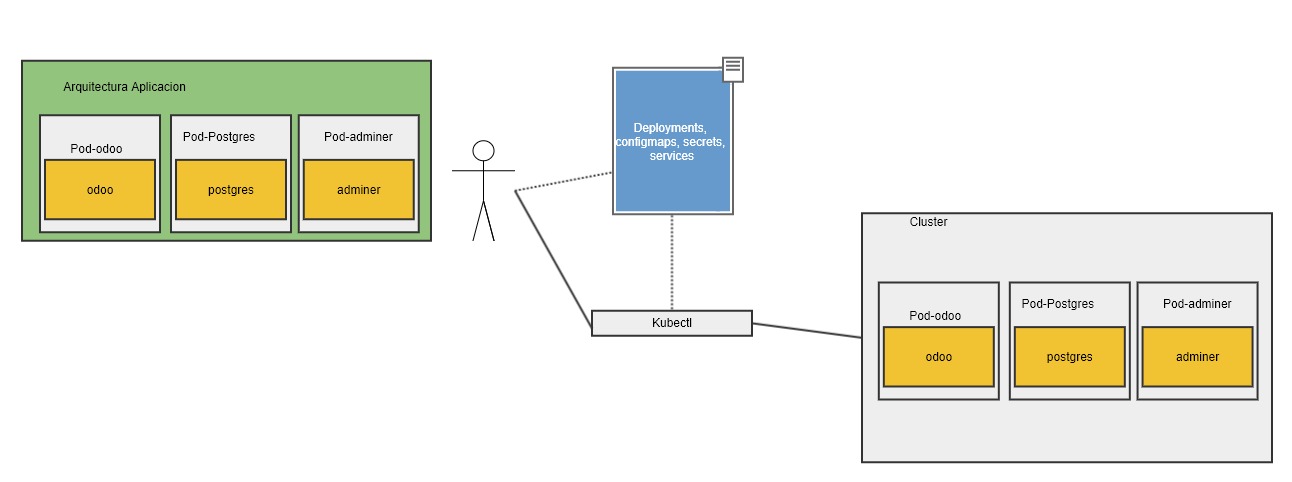 Arquitectura Aplicacion
Pod-odoo
odoo
Pod-Postgres
postgres
Pod-adminer
adminer
Deployments,
configmaps, secrets,
services
Kubectl
Cluster
Pod-odoo
odoo
Pod-Postgres
postgres
Pod-adminer
adminer